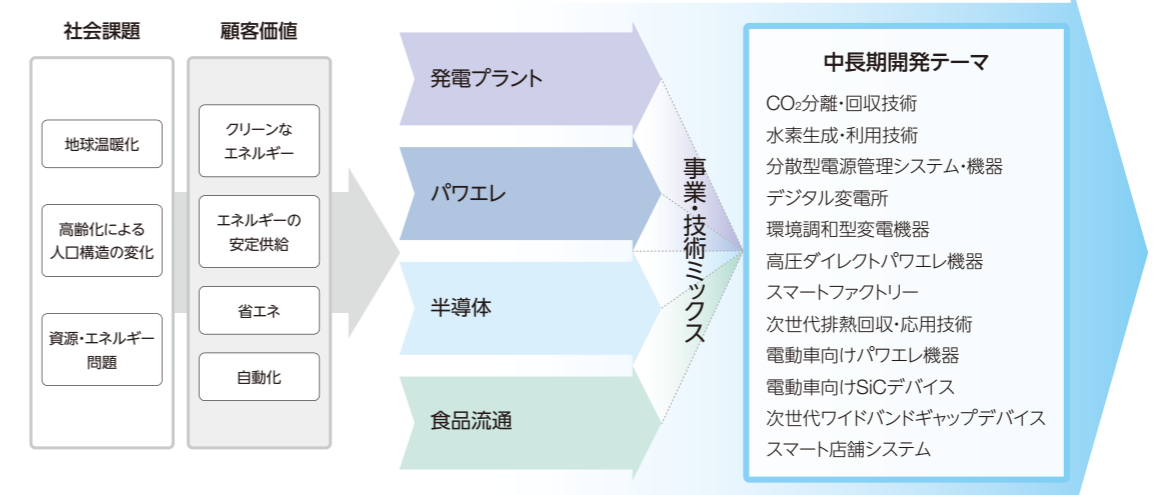 社会課題
地球温暖化
高齢化による
人口構造の変化
資源・エネルギー
問題
顧客価値
クリーンな
エネルギー
エネルギーの
安定供給
省エネ
自動化
発電プラント
パワエレ
半導体
食品流通
事業・技術ミックス
中長期開発テーマ
CO₂分離・回収技術
水素生成・利用技術
分散型電源管理システム・機器
デジタル変電所
環境調和型変電機器
高圧ダイレクトパワエレ機器
スマートファクトリー
次世代排熱回収・応用技術
電動車向けパワエレ機器
電動車向けSiCデバイス
次世代ワイドバンドギャップデバイス
スマート店舗システム